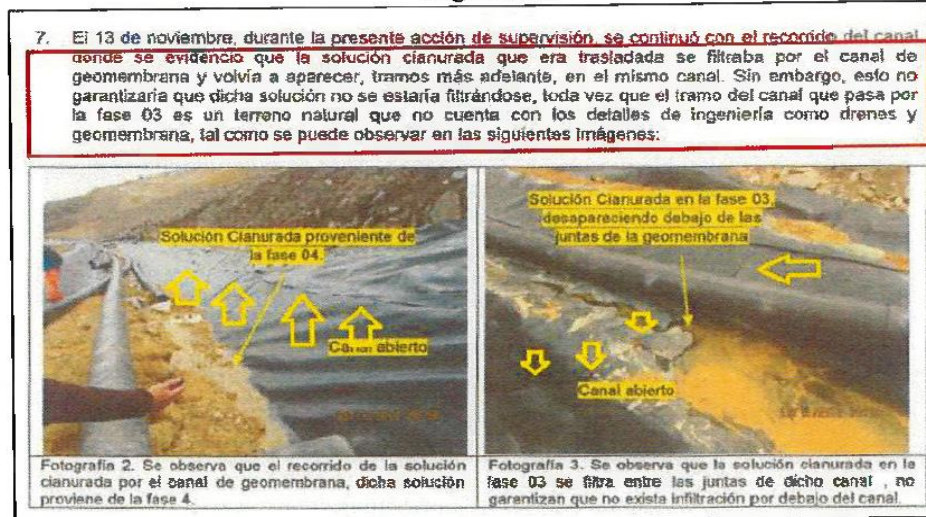 7. El 13 de noviembre, durante la presente acción de supervisión, se continuó con el recorrido del canal
donde se evidencio que la solución cianurada que era trasladada se filtraba por el canal de
geomembrana y volvía a aparecer, tramos más adelante, en el mismo canal. Sin embargo, esto no
garantizaría que dicha solución no se estaría filtrándose, toda vez que el tramo del canal que pasa por
la fase 03 es un terreno natural que no cuenta con los detalles de ingeniería como drenes y
geomembrana, tal como se puede observar en las siguientes imágenes:
Solución Cianurada proveniente de
la fase 04.
abierto
Solución Cianurada en la fase 03,
desapareciendo debajo de las
juntas de la geomembrana
Canal abierto
Fotografía 2. Se observa que el recorrido de la solución
cianurada por el canal de geomembrana, dicha solución
proviene de la fase 4.
Fotografía 3. Se observa que la solución cianurada en la
fase 03 se filtra entre las juntas de dicho canal , no
garantizan que no exista infiltración por debajo del canal.